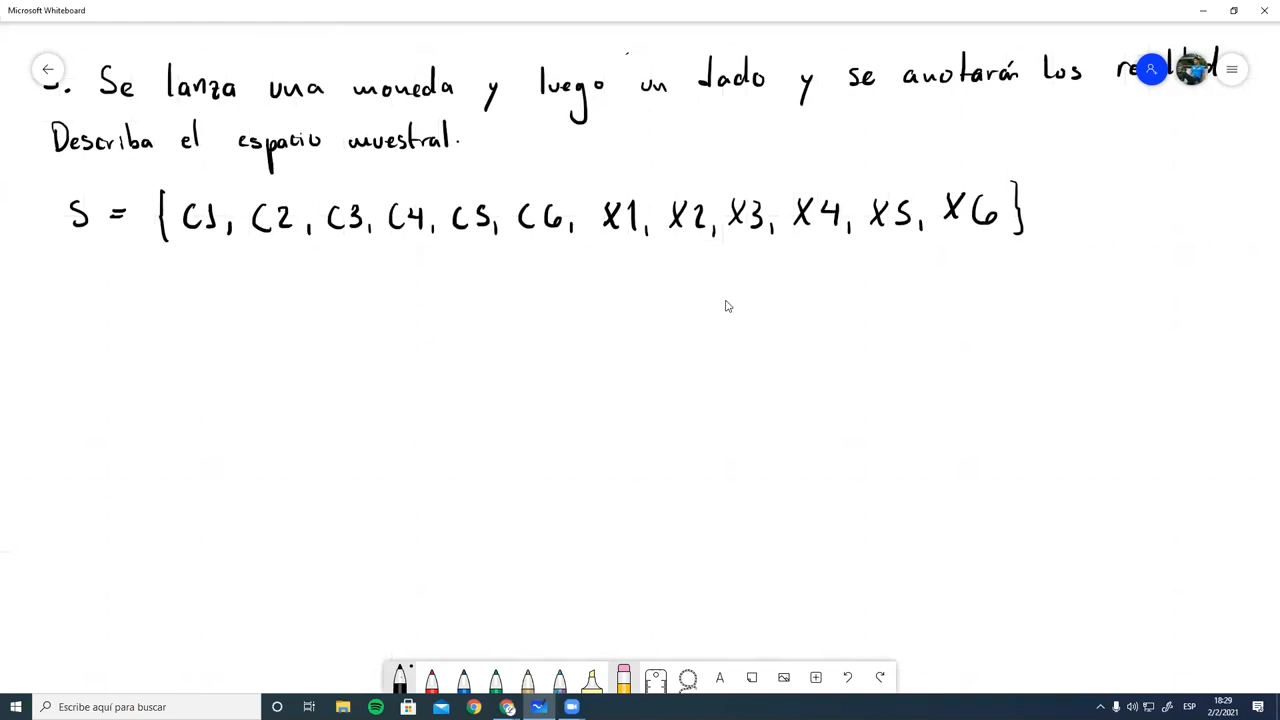 Microsoft Whiteboard
. Se lanza una moneda y luego un dado y se anotarán los
Describa el espacio muestral.
S = { C1, C2, C3, C4, C5, C6, X1, X2, X3, X4, X5, X6 }
Escribe aquí para buscar
ESP
18:29
2/2/2021